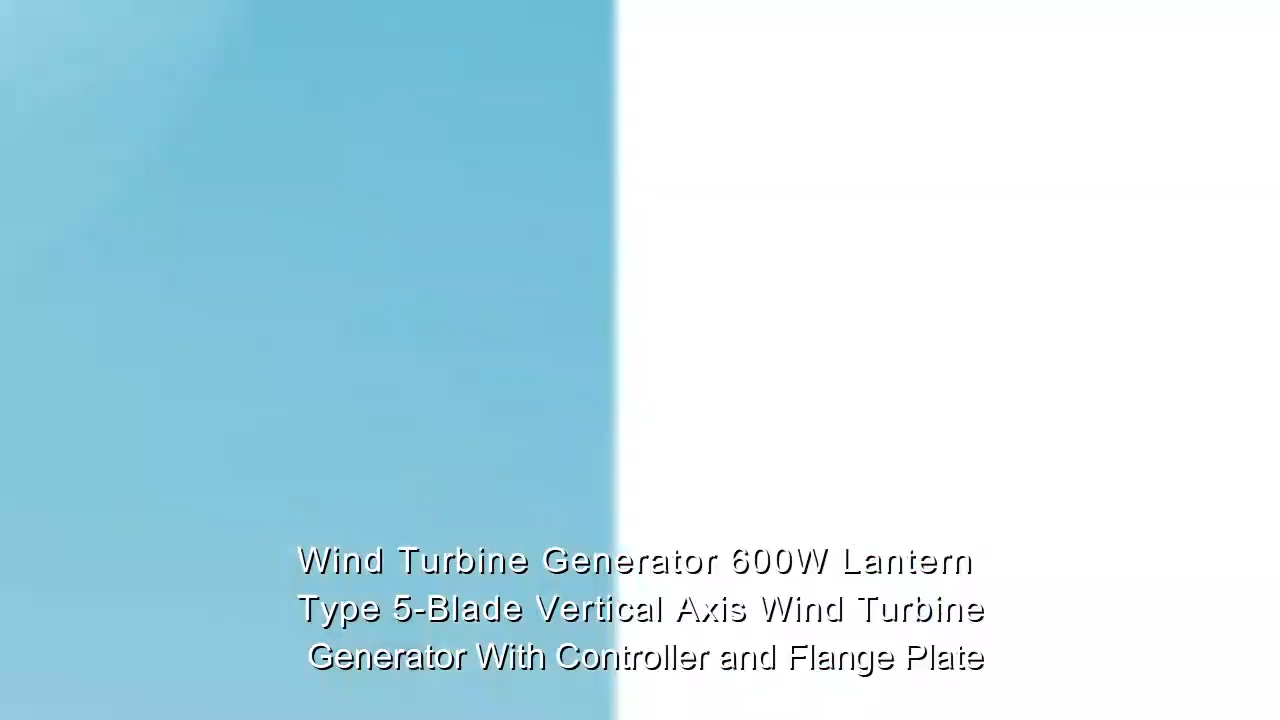 Wind Turbine Generator 600W Lantern
Type 5-Blade Vertical Axis Wind Turbine
Generator With Controller and Flange Plate